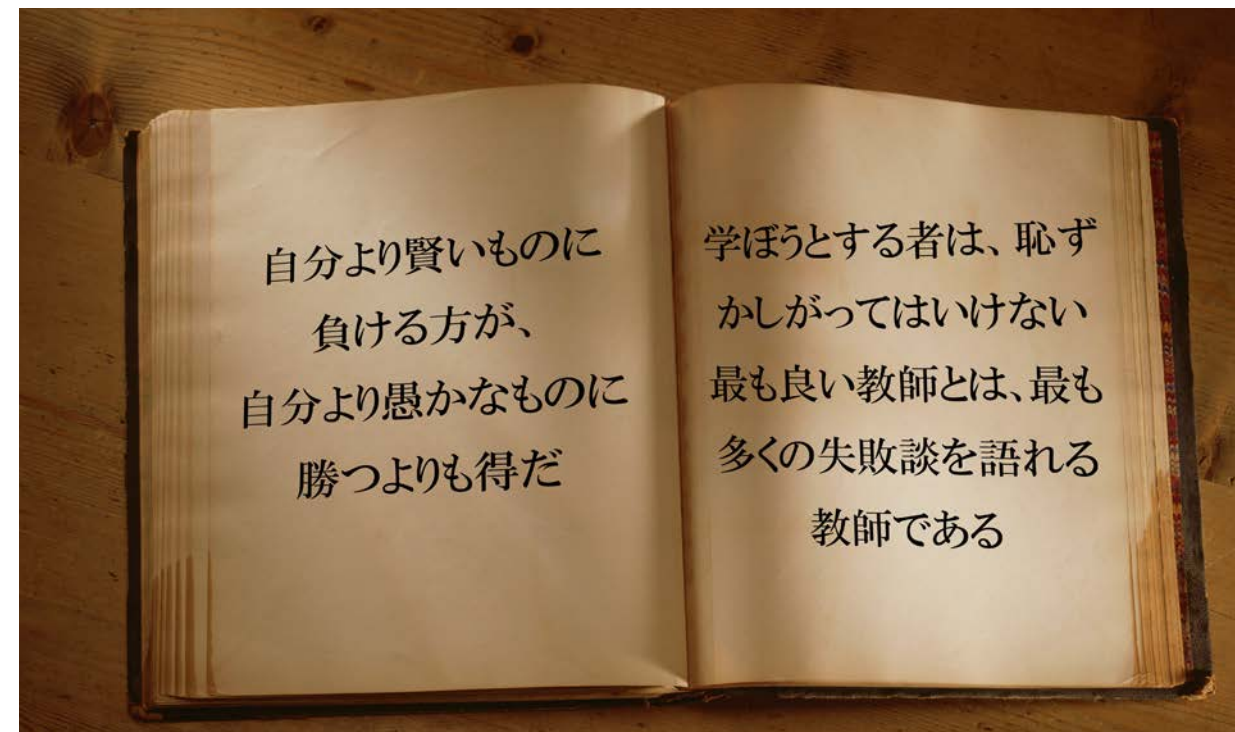 自分より賢いものに
負ける方が、
自分より愚かなものに
勝つよりも得だ
学ぼうとする者は、恥ず
かしがってはいけない
最も良い教師とは、最も
多くの失敗談を語れる
教師である